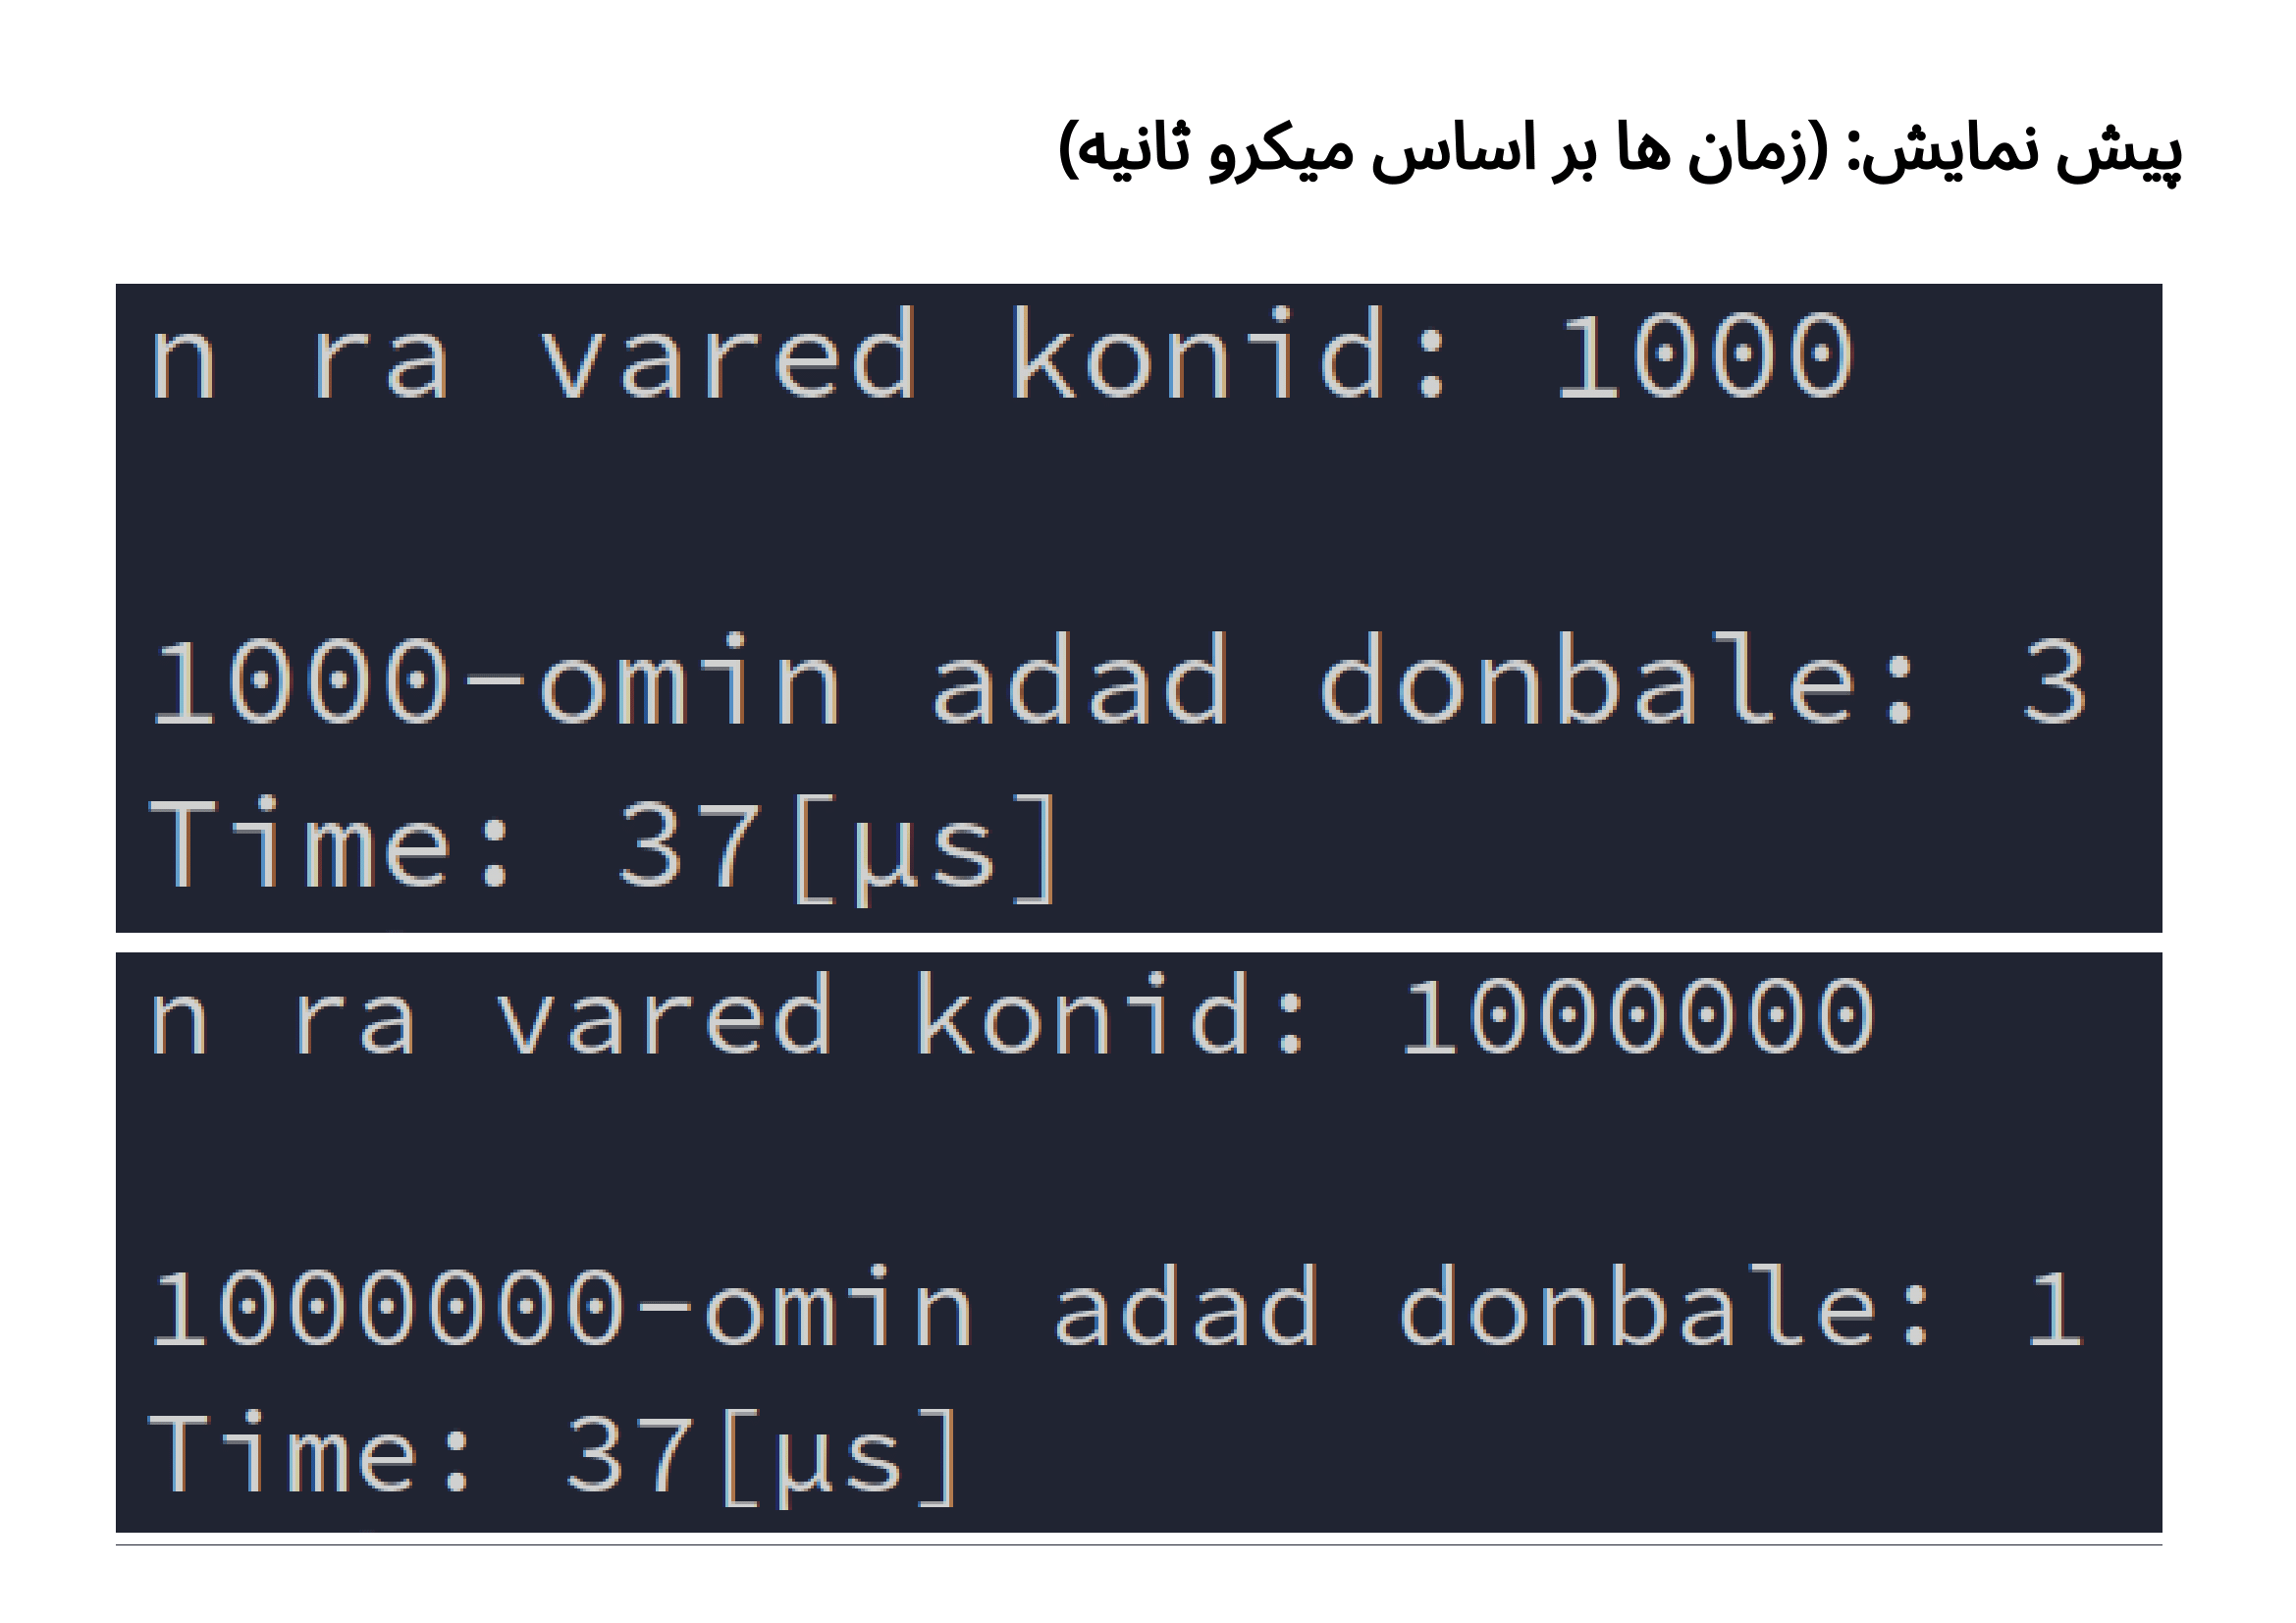 پیش نمایش: (زمان ها بر اساس میکرو ثانیه)
n ra vared konid: 1000
1000-omin adad donbale: 3
Time: 37[µs]
n ra vared konid: 1000000
1000000-omin adad donbale: 1
Time: 37[µs]